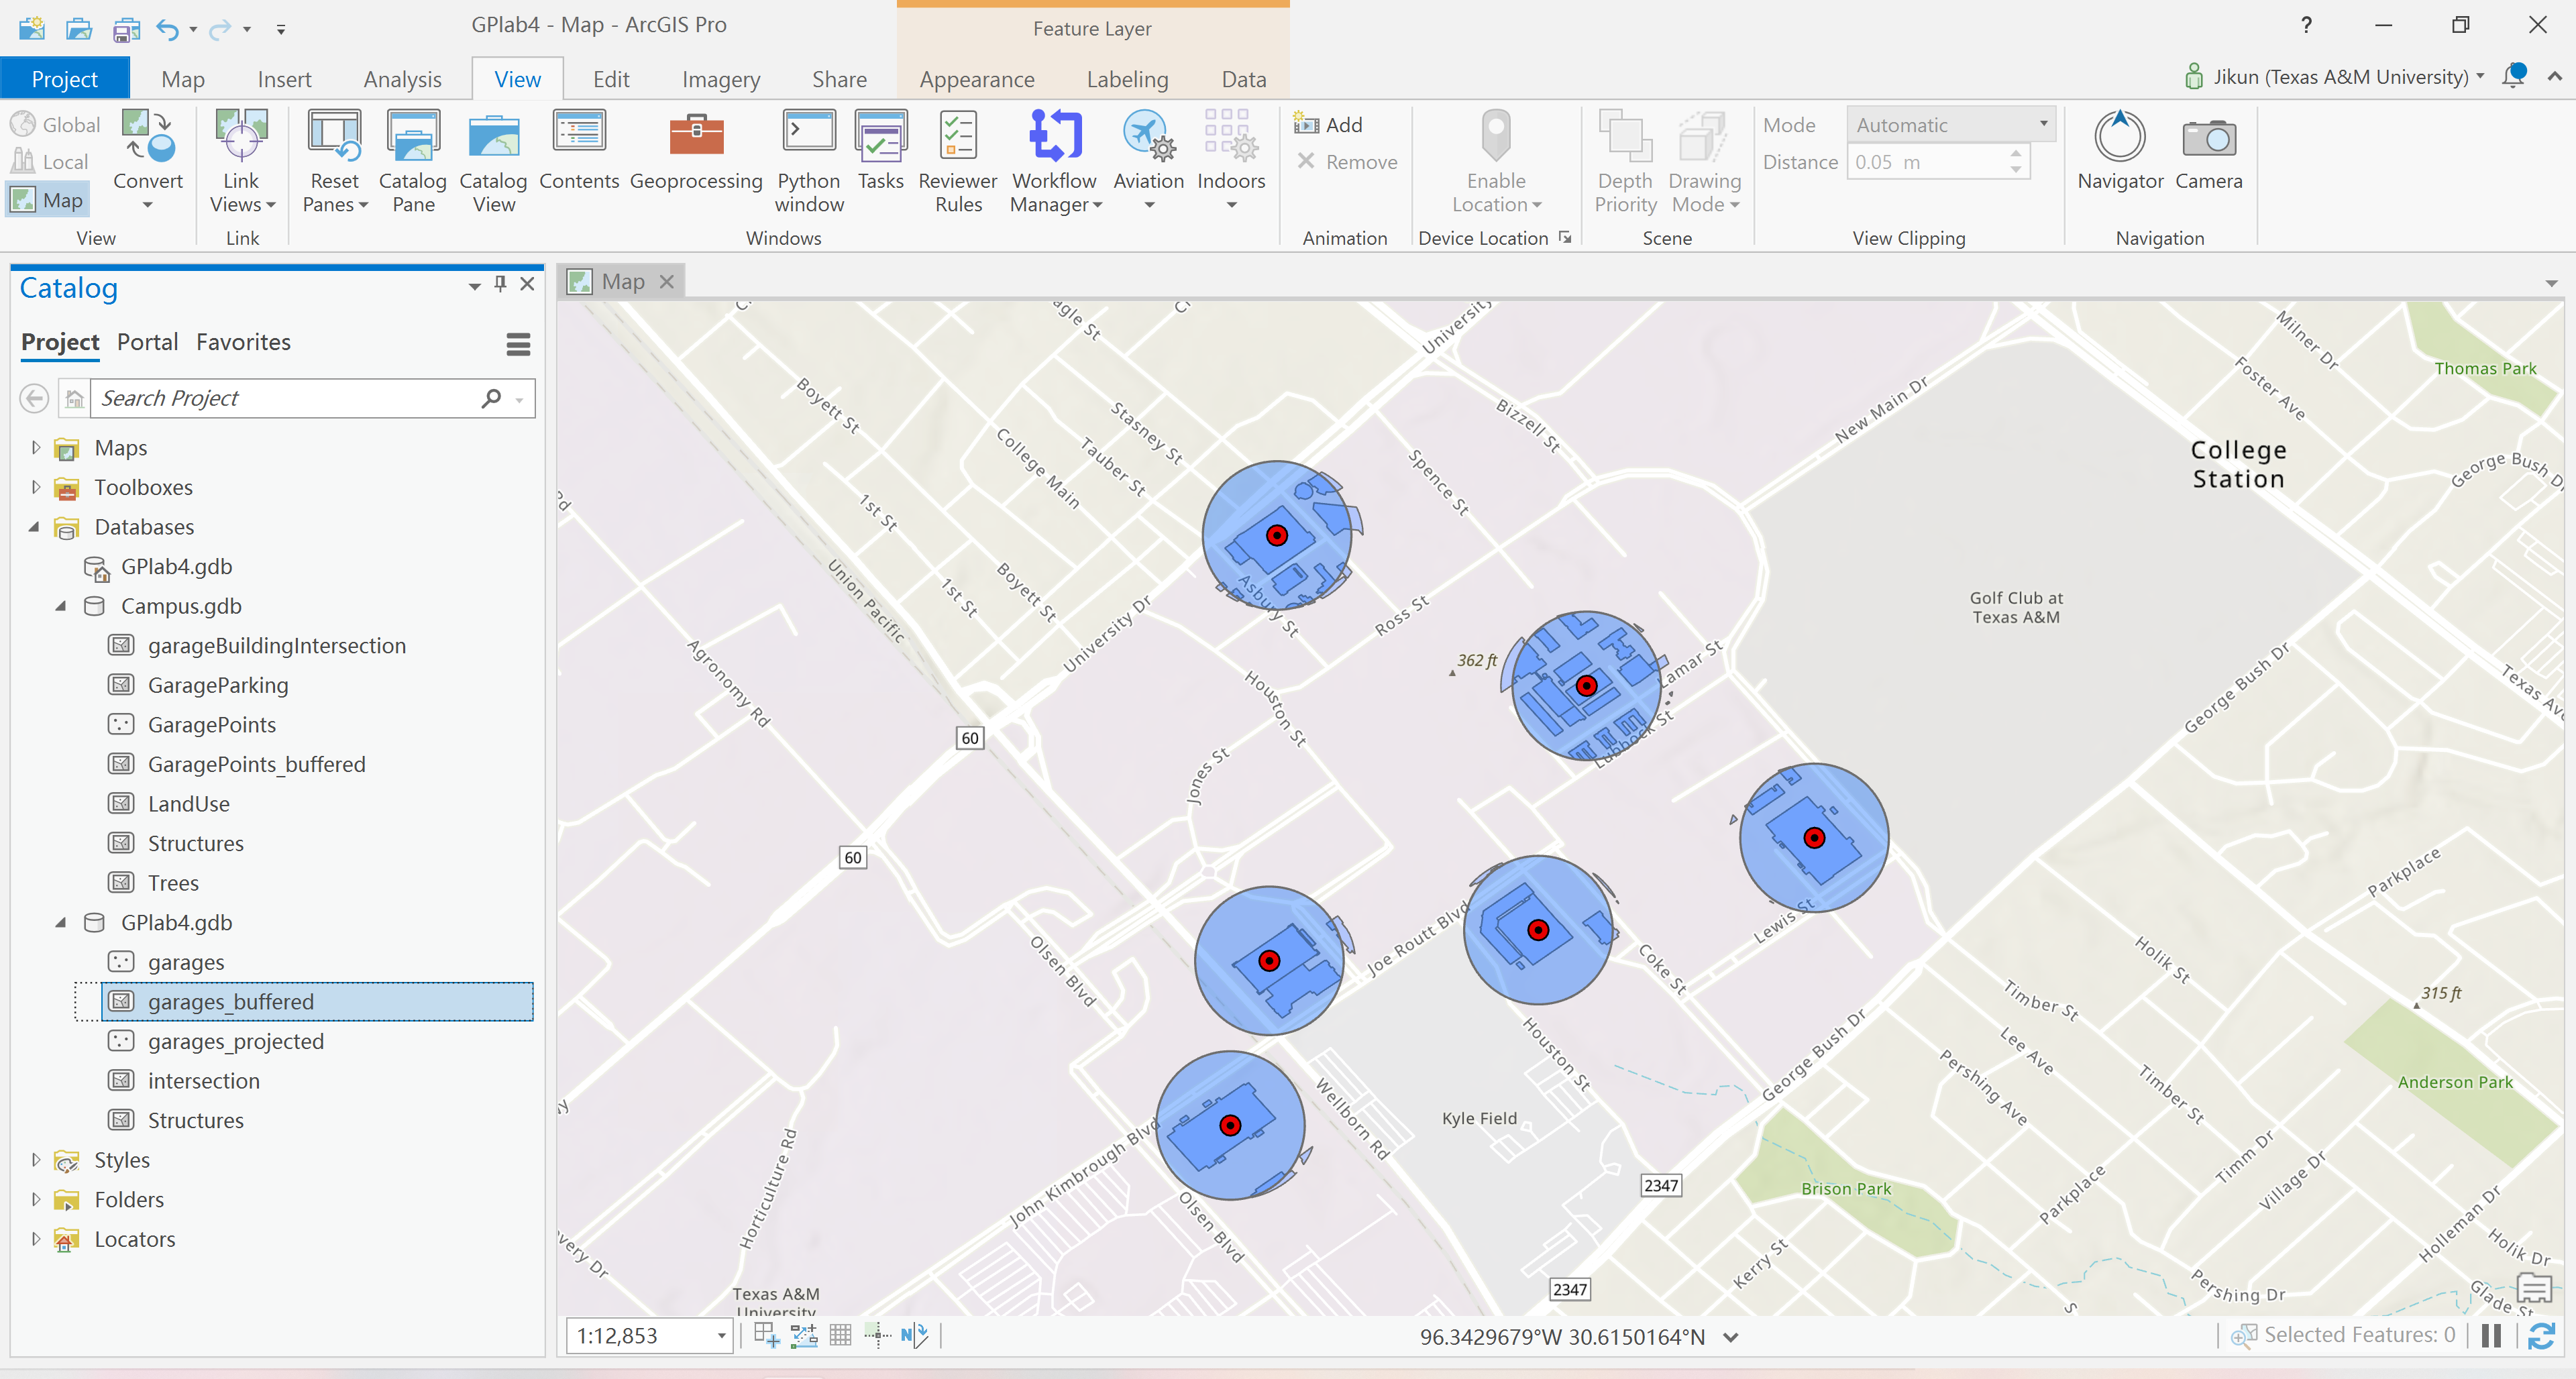 GPlab4 - Map - ArcGIS Pro
Feature Layer
?
Project
Map
Insert
Analysis
View
Edit
Imagery
Share
Appearance
Labeling
Data
Jikun (Texas A&M University)
Global
Local
Map
Convert
View
Link Views
Link
Reset Panes
Catalog Pane
Catalog View
Contents
Geoprocessing
Python window
Tasks
Reviewer Rules
Workflow Manager
Aviation
Indoors
Windows
Add
Remove
Animation
Enable Location
Device Location
Depth Priority
Drawing Mode
Scene
Mode
Automatic
Distance
0.05 m
View Clipping
Navigator
Camera
Navigation
Catalog
Project
Portal
Favorites
Search Project
Maps
Toolboxes
Databases
GPlab4.gdb
Campus.gdb
garageBuildingIntersection
GarageParking
GaragePoints
GaragePoints_buffered
LandUse
Structures
Trees
GPlab4.gdb
garages
garages_buffered
garages_projected
intersection
Structures
Styles
Folders
Locators
Map
University
Boyett St
Stasney St
College Main
Tauber St
1st St
Union Pacific
1st St
Boyett St
University Dr
Agronomy Rd
Asbury St
Ross St
Spence St
Bizzell St
New Main Dr
Milner Dr
Foster Ave
Thomas Park
College
Station
George Bush D
Golf Club at
Texas A&M
362 ft
Lamar St
Lubbock St
Houston St
Jones St
60
60
George Bush Dr
Texas Av
Olsen Blvd
Joe Routt Blvd
Coke St
Lewis St
Parkplace
Holik St
315 ft
Timber St
Lee Ave
Pershing Ave
Timber St
Anderson Park
George Bush Dr
Houston St
Wellborn Rd
Kyle Field
John Kimbrough Blvd
Horticulture Rd
Olsen Blvd
2347
Brison Park
Parkplace
Timm Dr
Village Dr
Holleman Dr
Holik Dr
Kerry St
Pershing Dr
Glade St
2347
Texas A&M
University
1:12,853
96.3429679°W 30.6150164°N
Selected Features: 0